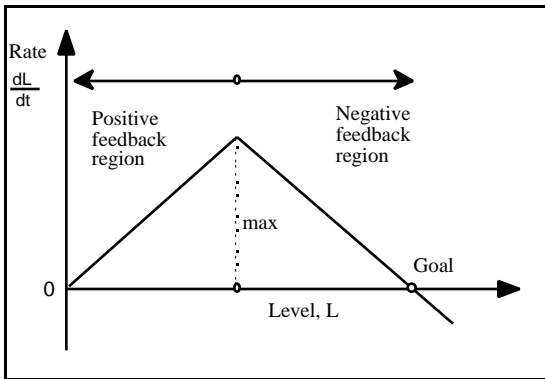 Rate
dL
dt
Positive
feedback
region
Negative
feedback
region
max
Goal
0
Level, L